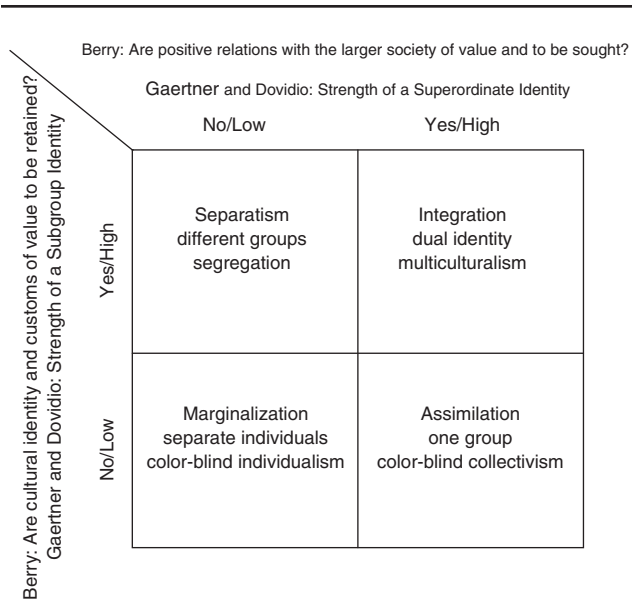 Berry: Are positive relations with the larger society of value and to be sought?
Gaertner and Dovidio: Strength of a Superordinate Identity
No/Low
Yes/High
Berry: Are cultural identity and customs of value to be retained?
Gaertner and Dovidio: Strength of a Subgroup Identity
Yes/High
Separatism
different groups
segregation
Integration
dual identity
multiculturalism
No/Low
Marginalization
separate individuals
color-blind individualism
Assimilation
one group
color-blind collectivism